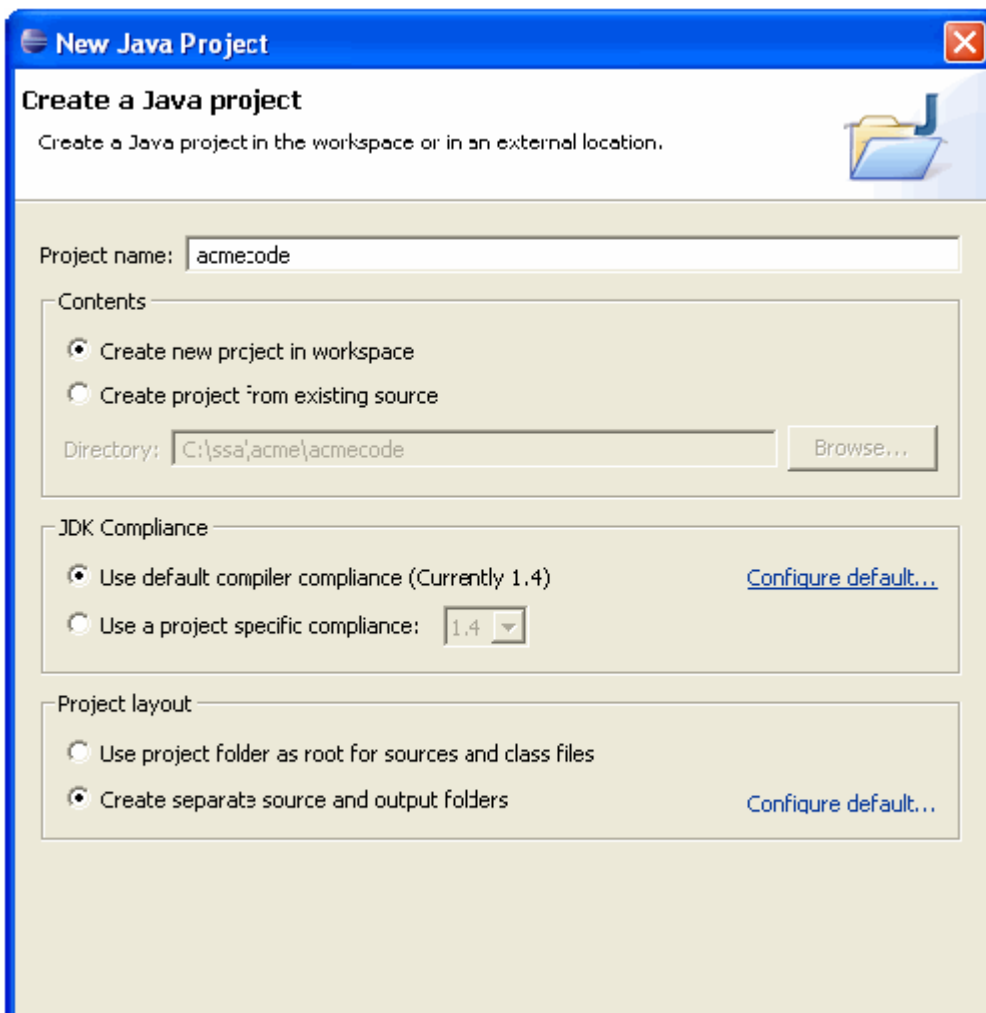 New Java Project
Create a Java project
Create a Java project in the workspace or in an external location.
Project name: acmecode
Contents
Create new project in workspace
Create project from existing source
Directory: C:\ssa\acme\acmecode Browse...
JDK Compliance
Use default compiler compliance (Currently 1.4) Configure default...
Use a project specific compliance: 1.4
Project layout
Use project folder as root for sources and class files
Create separate source and output folders Configure default...